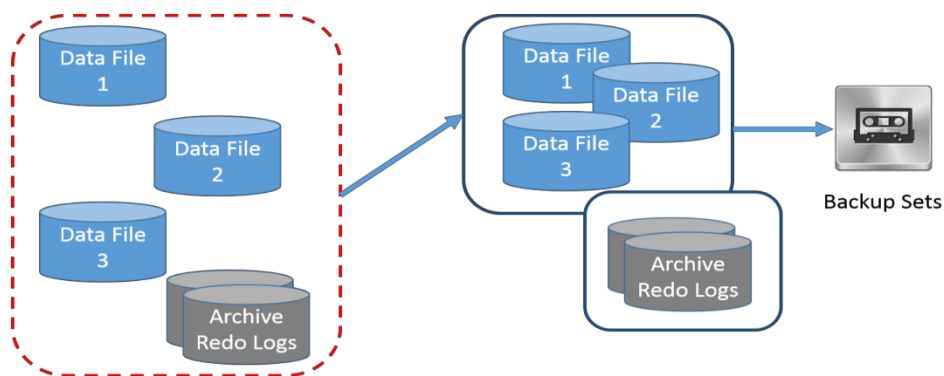 Data File
1
Data File
2
Data File
3
Archive
Redo Logs
Data File
1
Data File
2
Data File
3
Archive
Redo Logs
Backup Sets